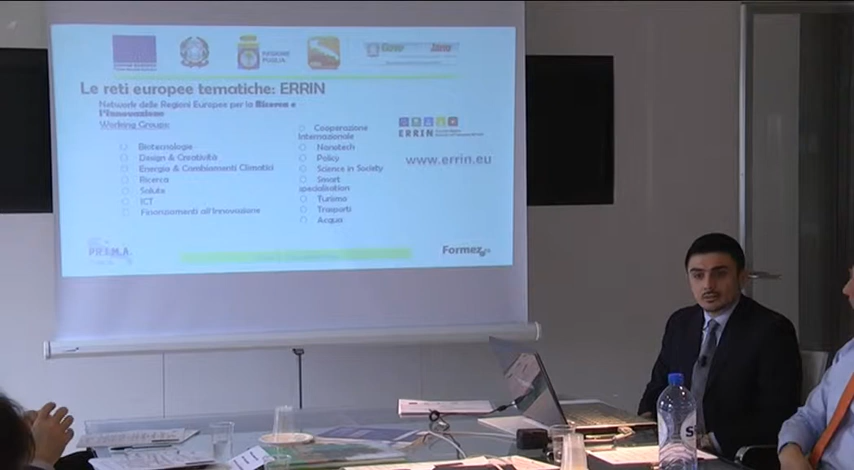 REGIONE
PUGLIA
Le reti europee tematiche: ERRIN
Network delle Regioni Europee per la Ricerca e
l'Innovazione
Working Groups
Biotecnologie
Design & Creatività
Energia & Cambiamenti Climatici
Ricerca
Salute
ICT
Finanziamenti all'Innovazione
Cooperazione
Internazionale
Nanotech
Policy
Science in Society
Smart
specialisation
Turismo
Trasporti
Acqua
ERRIN
www.errin.eu
P.R.I.M.A.
Formez